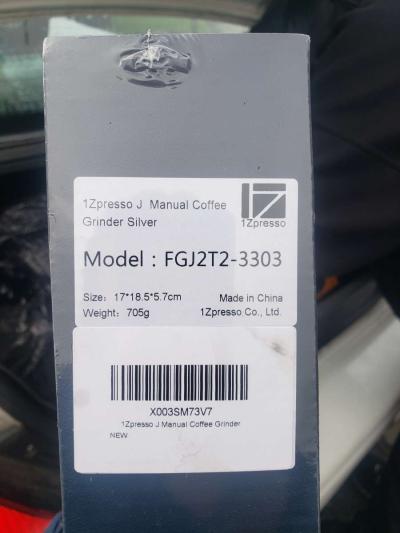 1Zpresso J Manual Coffee
Grinder Silver
1Zpresso
Model : FGJ2T2-3303
Size: 17*18.5*5.7cm
Made in China
Weight: 705g
1Zpresso Co., Ltd.
X003SM73V7
1Zpresso J Manual Coffee Grinder
NEW